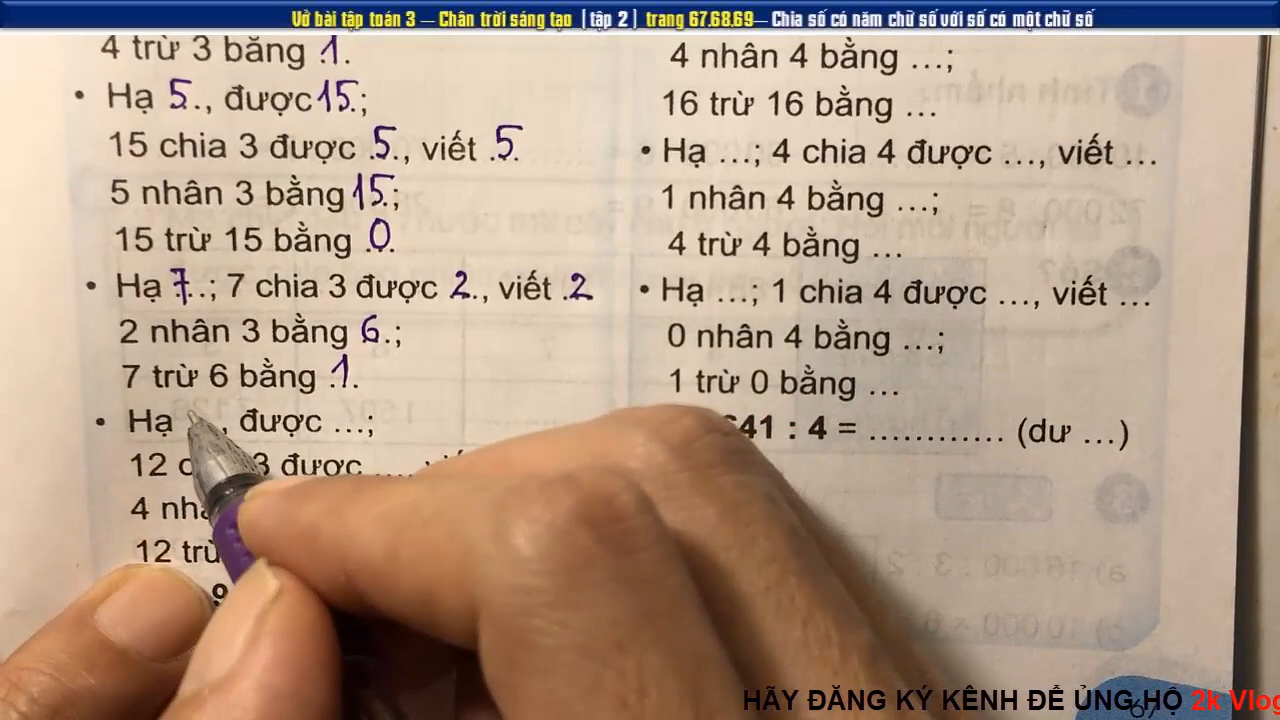 Vở bài tập toán 3 – Chân trời sáng tạo (tập 2) trang 67,68,69– Chia số có năm chữ số với số có một chữ số
4 trừ 3 bằng .1.
• Hạ 5.., được 15.;
15 chia 3 được .5., viết .5.
5 nhân 3 bằng 15.;
15 trừ 15 bằng .0.
• Hạ 7..; 7 chia 3 được 2., viết .2
2 nhân 3 bằng 6.;
7 trừ 6 bằng .1.
• Hạ , được ...;
12 3 được
4
12 trừ
9
4 nhân 4 bằng ...;
16 trừ 16 bằng ...
• Hạ ...; 4 chia 4 được ..., viết ...
1 nhân 4 bằng ...;
4 trừ 4 bằng ...
• Hạ ...; 1 chia 4 được ..., viết ...
0 nhân 4 bằng ...;
1 trừ 0 bằng ...
641 : 4 = ............ (dư ...)
67
HÃY ĐĂNG KÝ KÊNH ĐỂ ỦNG HỘ 2k Vlog